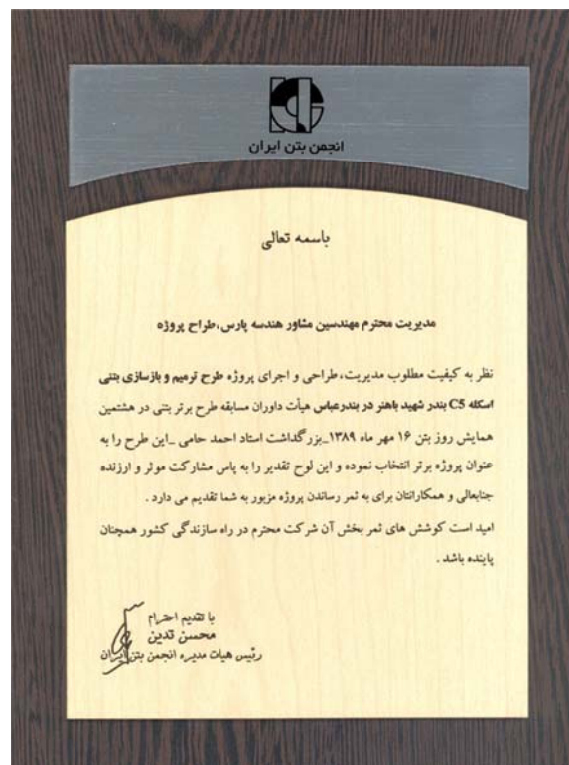 انجمن بتن ایران
باسمه تعالی
مدیریت محترم مهندسین مشاور هندسه پارس،طراح پروژه
نظر به کیفیت مطلوب مدیریت،طراحی و اجرای پروژه طرح ترمیم و بازسازی بتنی
اسکله C5 بندر شهید باهنر در بندرعباس هیأت داوران مسابقه طرح برتر بتنی در هشتمین
همایش روز بتن ۱۶ مهر ماه ۱۳۸۹_بزرگداشت استاد احمد حامی _این طرح را به
عنوان پروژه برتر انتخاب نموده و این لوح تقدیر را به پاس مشارکت موثر و ارزنده
جنابعالی و همکارانتان برای به ثمر رساندن پروژه مزبور به شما تقدیم می دارد .
امید است کوشش های ثمر بخش آن شرکت محترم در راه سازندگی کشور همچنان
پاینده باشد .
با تقدیم احترام
محسن تدین
رئیس هیات مدیره انجمن بتن ایران